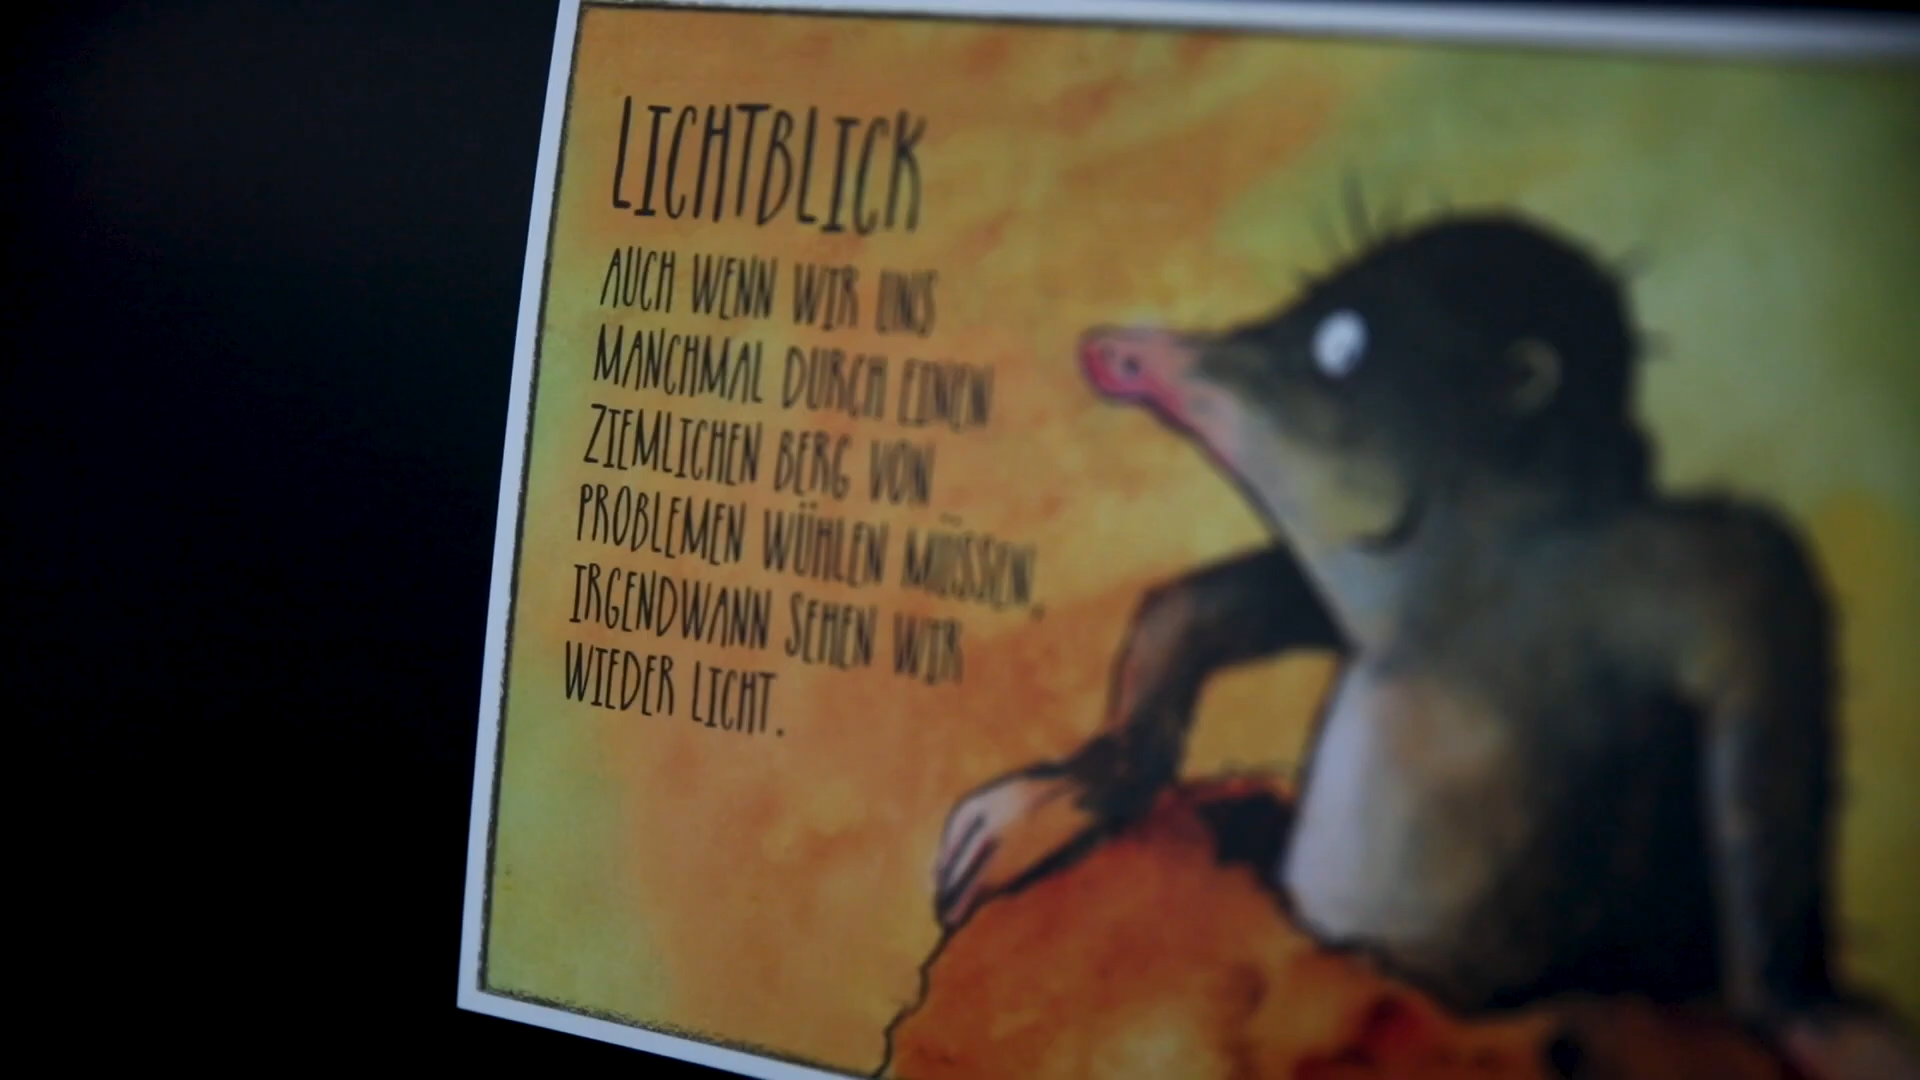 LICHTBLICK
AUCH WENN WIR UNS
MANCHMAL DURCH EINEN
ZIEMLICHEN BERG VON
PROBLEMEN WÜHLEN MÜSSEN,
IRGENDWANN SEHEN WIR
WIEDER LICHT.